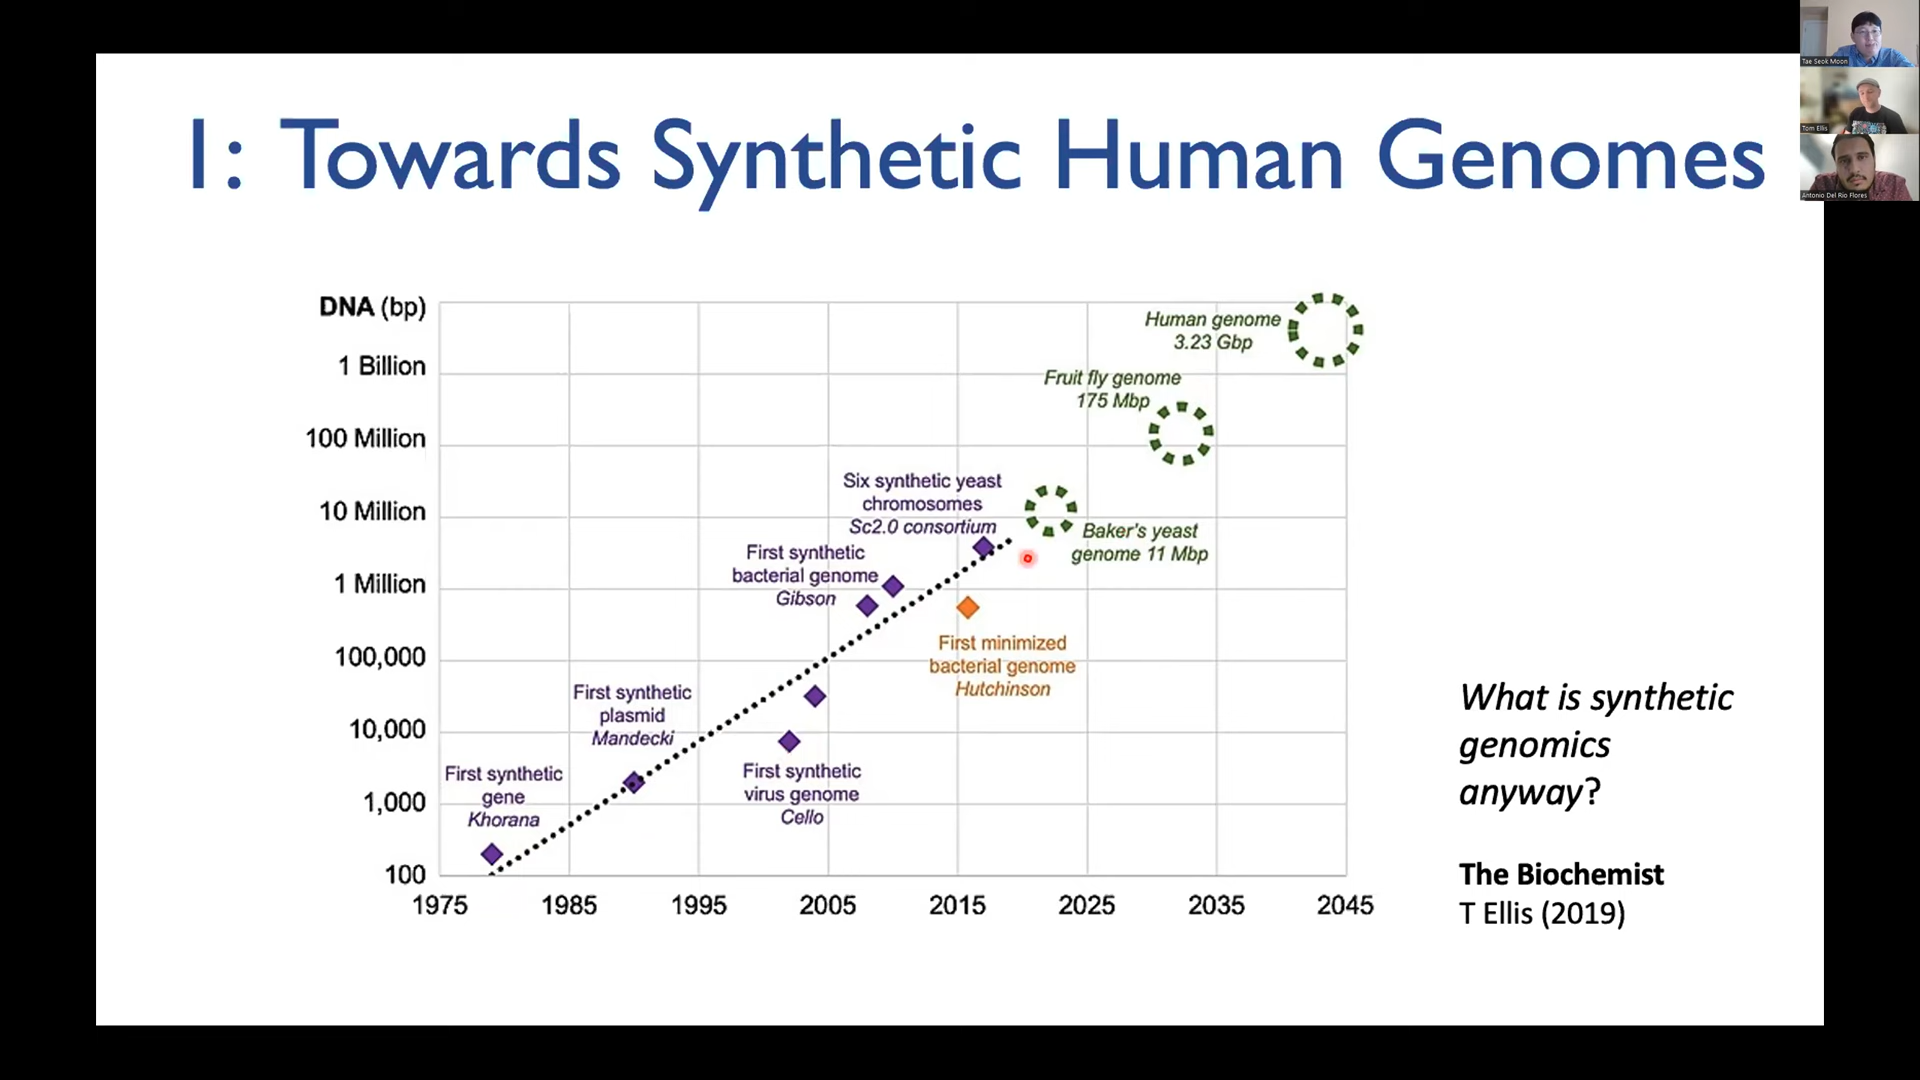 1: Towards Synthetic Human Genomes
Tae Seok Moon
Tom Ellis
Antonio Del Rio Flores
DNA (bp)
1 Billion
100 Million
10 Million
1 Million
100,000
10,000
1,000
100
1975
1985
1995
2005
2015
2025
2035
2045
First synthetic
gene
Khorana
First synthetic
plasmid
Mandecki
First synthetic
virus genome
Cello
First synthetic
bacterial genome
Gibson
Six synthetic yeast
chromosomes
Sc2.0 consortium
First minimized
bacterial genome
Hutchinson
Baker's yeast
genome 11 Mbp
Fruit fly genome
175 Mbp
Human genome
3.23 Gbp
What is synthetic
genomics
anyway?
The Biochemist
T Ellis (2019)